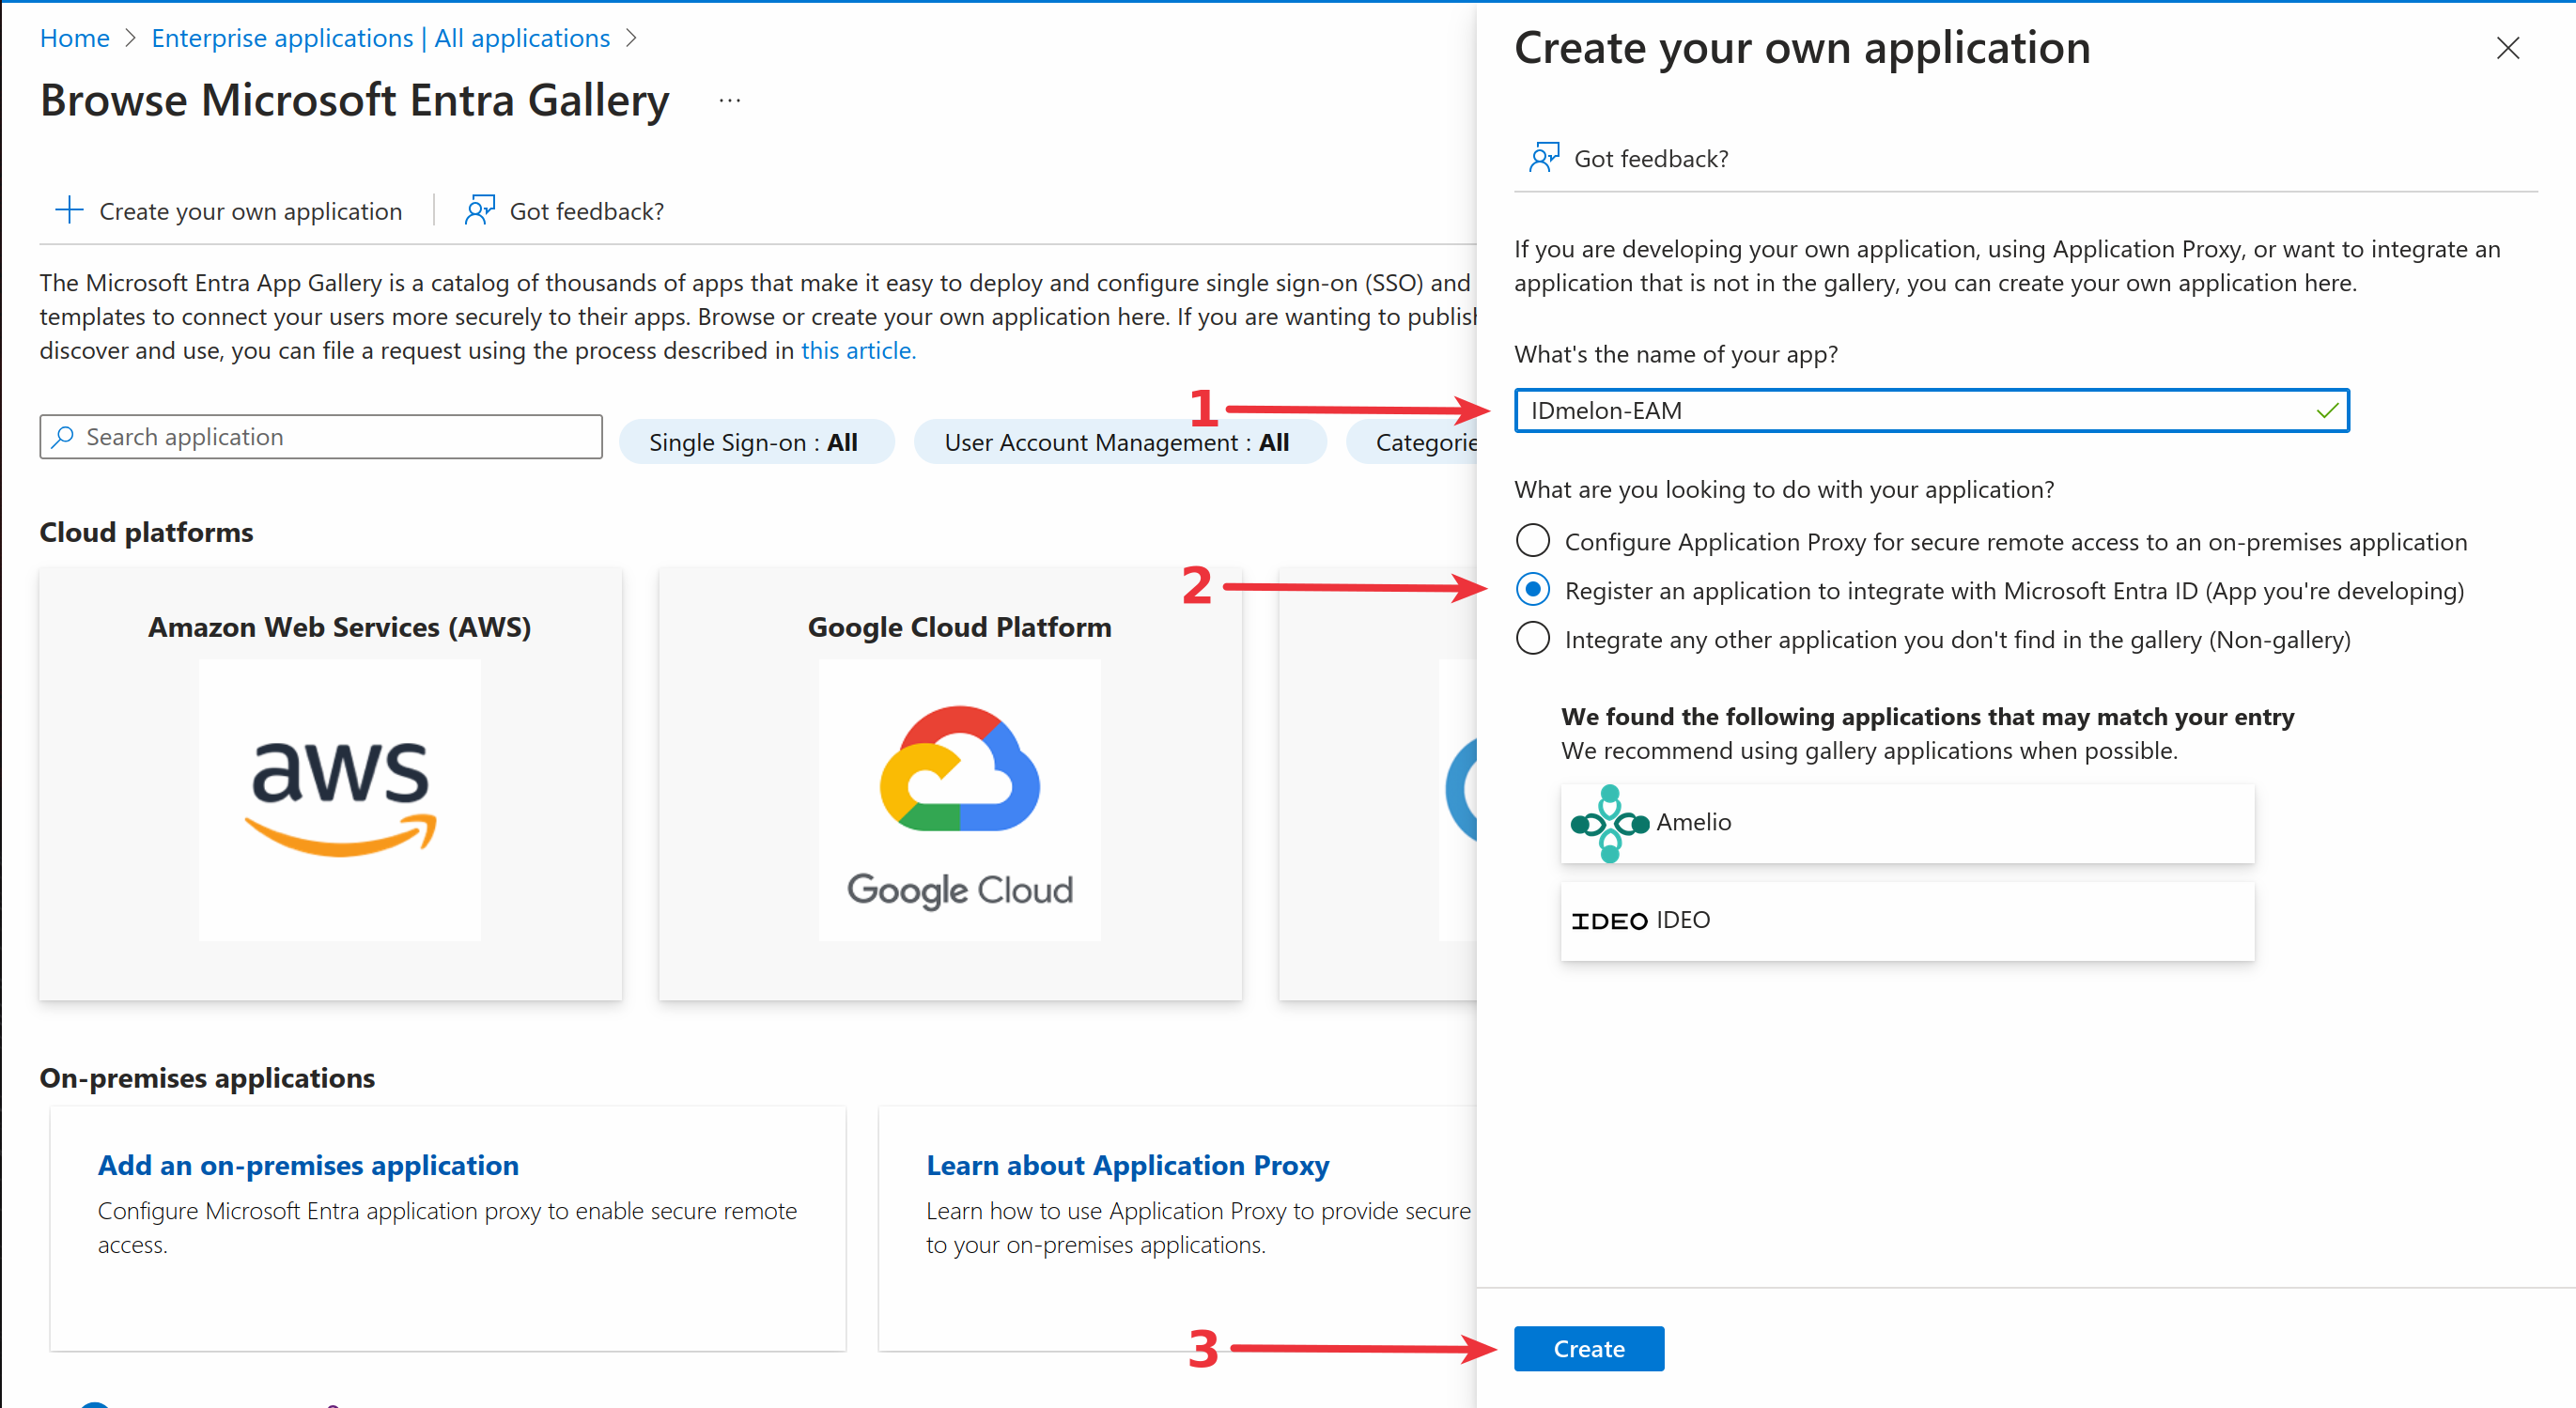 Home > Enterprise applications | All applications >
Browse Microsoft Entra Gallery ...
Create your own application
Got feedback?
The Microsoft Entra App Gallery is a catalog of thousands of apps that make it easy to deploy and configure single sign-on (SSO) and
templates to connect your users more securely to their apps. Browse or create your own application here. If you are wanting to publish
discover and use, you can file a request using the process described in this article.
Search application
Single Sign-on : All
User Account Management : All
Categorie
Cloud platforms
Amazon Web Services (AWS)
aws
Google Cloud Platform
Google Cloud
On-premises applications
Add an on-premises application
Configure Microsoft Entra application proxy to enable secure remote
access.
Learn about Application Proxy
Learn how to use Application Proxy to provide secure
to your on-premises applications.
Create your own application
Got feedback?
If you are developing your own application, using Application Proxy, or want to integrate an
application that is not in the gallery, you can create your own application here.
What's the name of your app?
1
IDmelon-EAM
What are you looking to do with your application?
Configure Application Proxy for secure remote access to an on-premises application
2
Register an application to integrate with Microsoft Entra ID (App you're developing)
Integrate any other application you don't find in the gallery (Non-gallery)
We found the following applications that may match your entry
We recommend using gallery applications when possible.
Amelio
IDEO IDEO
3
Create